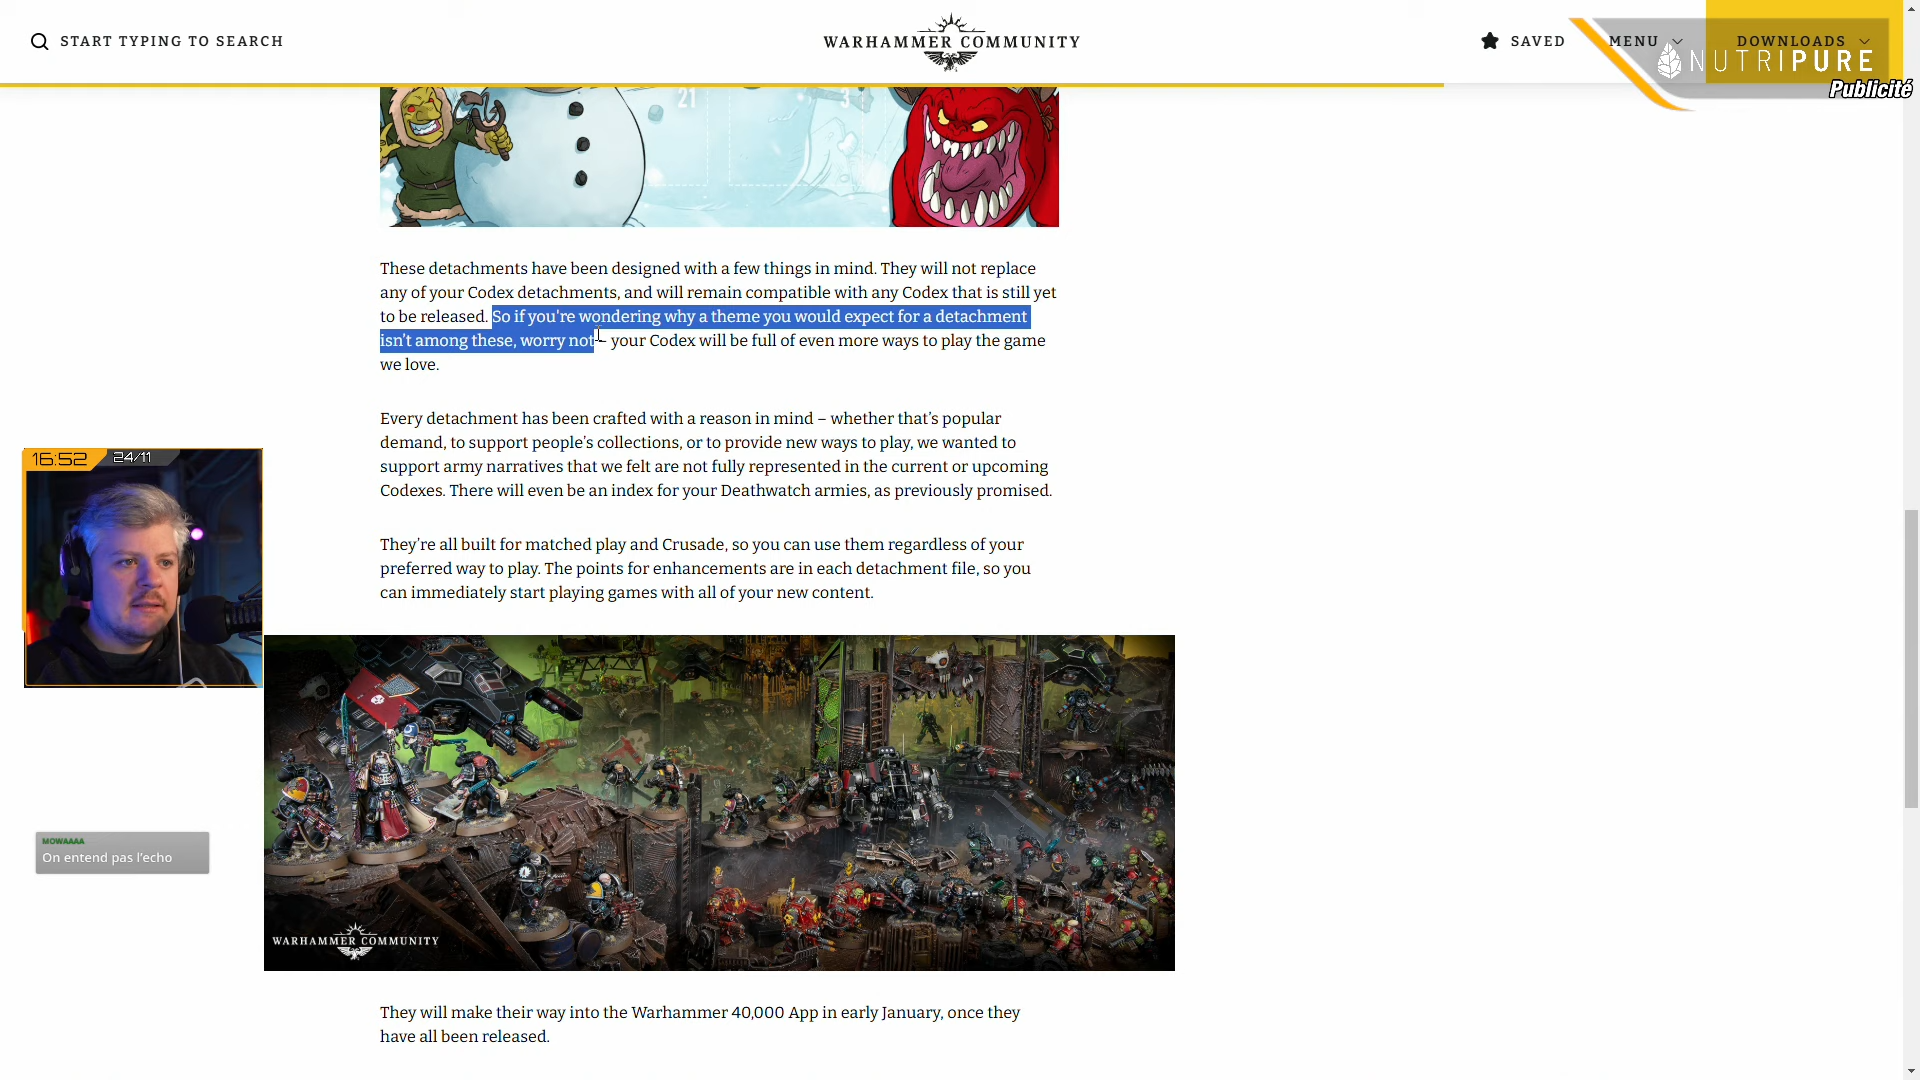 START TYPING TO SEARCH
WARHAMMER COMMUNITY
SAVED
MENU
DOWNLOADS
NUTRIPURE
Publicité
21
3
These detachments have been designed with a few things in mind. They will not replace
any of your Codex detachments, and will remain compatible with any Codex that is still yet
to be released. So if you're wondering why a theme you would expect for a detachment
isn’t among these, worry not – your Codex will be full of even more ways to play the game
we love.
Every detachment has been crafted with a reason in mind – whether that’s popular
demand, to support people’s collections, or to provide new ways to play, we wanted to
support army narratives that we felt are not fully represented in the current or upcoming
Codexes. There will even be an index for your Deathwatch armies, as previously promised.
16:52 24/11
They’re all built for matched play and Crusade, so you can use them regardless of your
preferred way to play. The points for enhancements are in each detachment file, so you
can immediately start playing games with all of your new content.
MOWAAAA
On entend pas l'echo
WARHAMMER COMMUNITY
They will make their way into the Warhammer 40,000 App in early January, once they
have all been released.